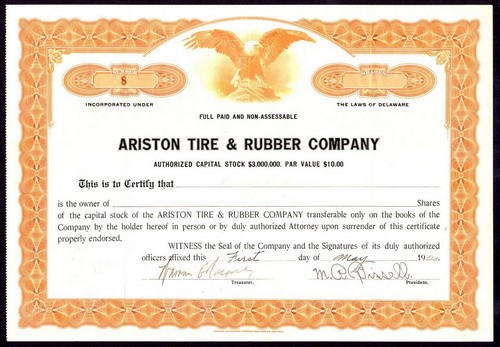 8
INCORPORATED UNDER
THE LAWS OF DELAWARE
FULL PAID AND NON-ASSESSABLE
ARISTON TIRE & RUBBER COMPANY
AUTHORIZED CAPITAL STOCK $3,000,000. PAR VALUE $10.00
This is to Certify that
is the owner of Shares
of the capital stock of the ARISTON TIRE & RUBBER COMPANY transferable only on the books of
the Company by the holder hereof in person or by duly authorized Attorney upon surrender of this certificate
properly endorsed.
WITNESS the Seal of the Company and the Signatures of its duly authorized
officers affixed this First day of May 19
Treasurer.
President.